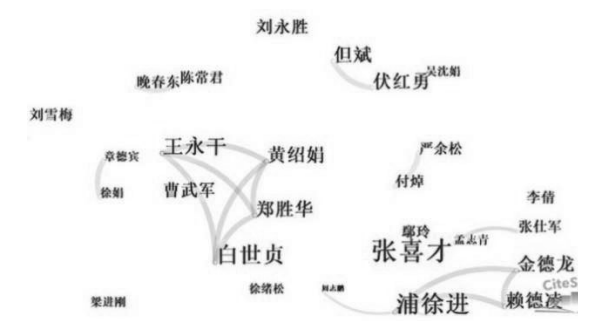 刘永胜
但斌
吴沈娟
伏红勇
晚春东
陈常君
刘雪梅
王永干
严余松
章德宾
黄绍娟
付焯
徐娟
曹武军
李倩
郑胜华
张仕军
鄢玲
孟志青
张喜才
白世贞
金德龙
CiteS
徐绪松
梁进刚
浦徐进
赖德凌